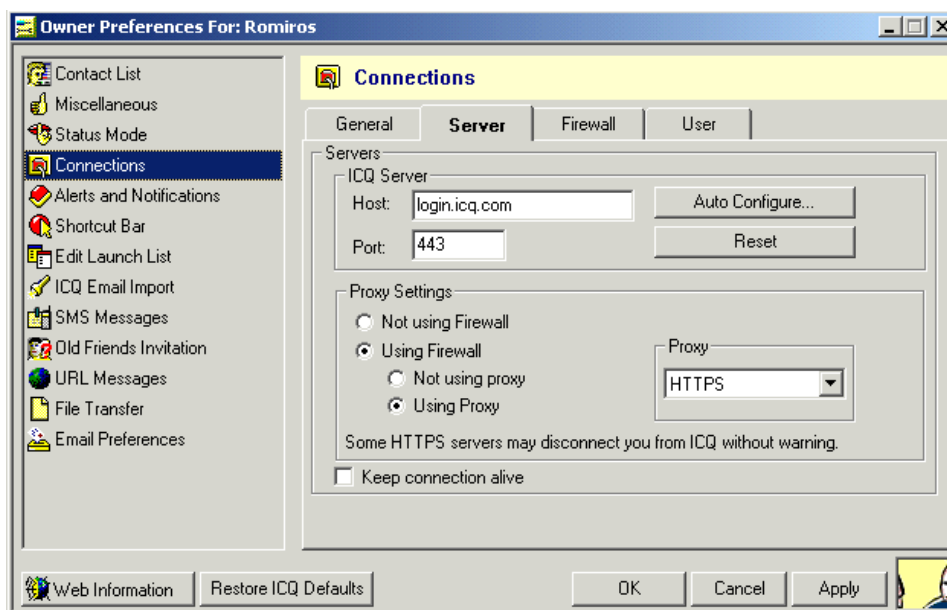 Owner Preferences For: Romiros
Contact List
Miscellaneous
Status Mode
Connections
Alerts and Notifications
Shortcut Bar
Edit Launch List
ICQ Email Import
SMS Messages
Old Friends Invitation
URL Messages
File Transfer
Email Preferences
Connections
General Server Firewall User
Servers
ICQ Server
Host: login.icq.com Auto Configure...
Port: 443 Reset
Proxy Settings
Not using Firewall
Using Firewall
Not using proxy
Using Proxy
Proxy
HTTPS
Some HTTPS servers may disconnect you from ICQ without warning.
Keep connection alive
Web Information Restore ICQ Defaults OK Cancel Apply